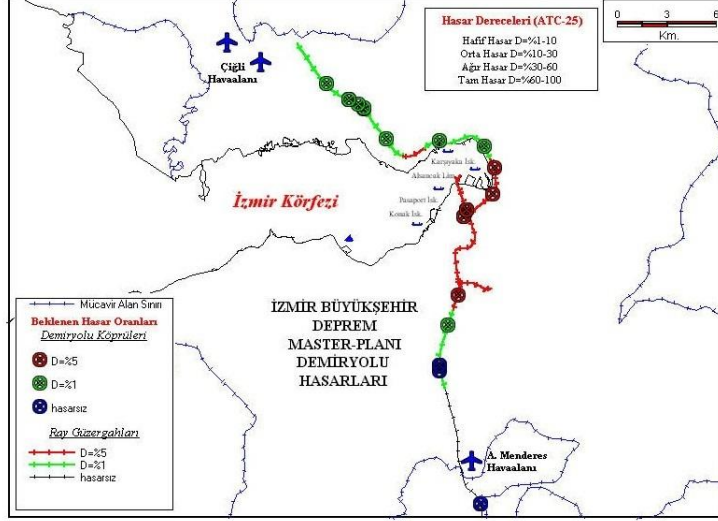 Hasar Dereceleri (ATC-25)
Hafif Hasar D=%1-10
Orta Hasar D=%10-30
Ağır Hasar D=%30-60
Tam Hasar D=%60-100
0 3 6
Km.
Çiğli
Havaalanı
Karşıyaka İsk.
Alsancak Lim.
Pasaport İsk.
Konak İsk.
İzmir Körfezi
İZMİR BÜYÜKŞEHİR
DEPREM
MASTER-PLANI
DEMİRYOLU
HASARLARI
Mücavir Alan Sınırı
Beklenen Hasar Oranları
Demiryolu Köprüleri
D=%5
D=%1
hasarsız
Ray Güzergahları
D=%5
D=%1
hasarsız
A. Menderes
Havaalanı